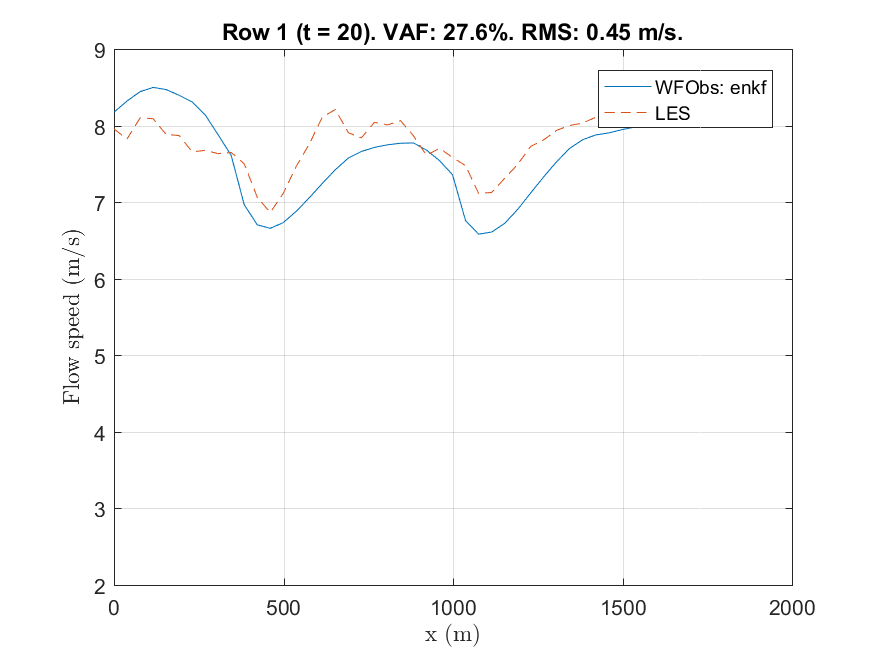 Row 1 (t = 20). VAF: 27.6%. RMS: 0.45 m/s.
WFObs: enkf
LES
9
8
7
6
5
4
3
2
Flow speed (m/s)
0 500 1000 1500 2000
x (m)